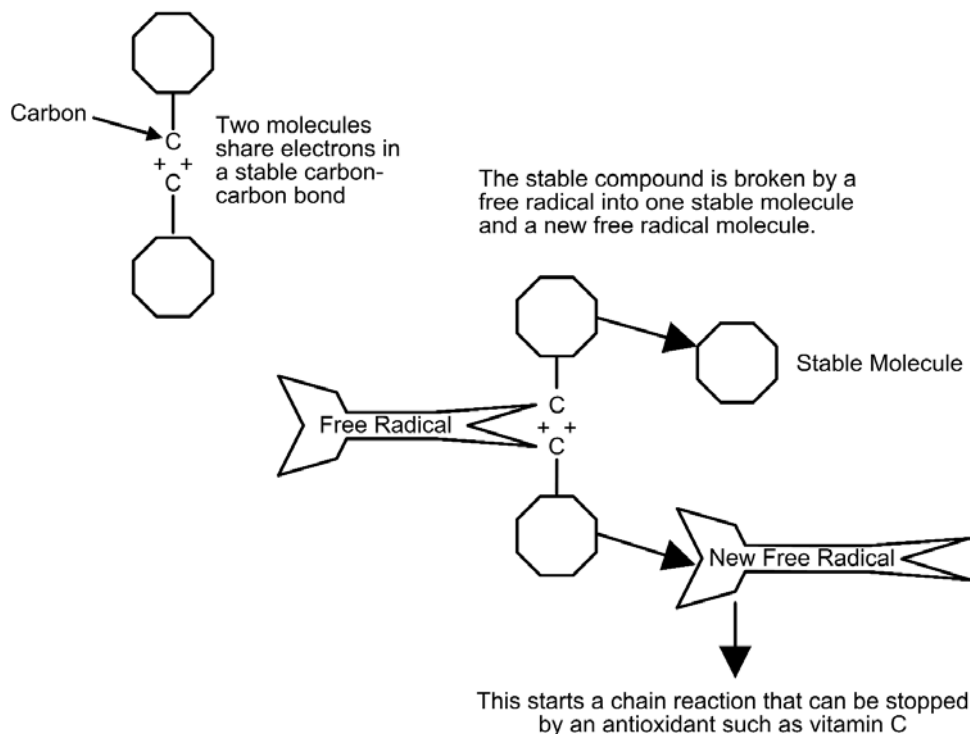 Carbon
C
+ +
C
Two molecules
share electrons in
a stable carbon-
carbon bond
The stable compound is broken by a
free radical into one stable molecule
and a new free radical molecule.
Stable Molecule
Free Radical
C
+ +
C
New Free Radical
This starts a chain reaction that can be stopped
by an antioxidant such as vitamin C